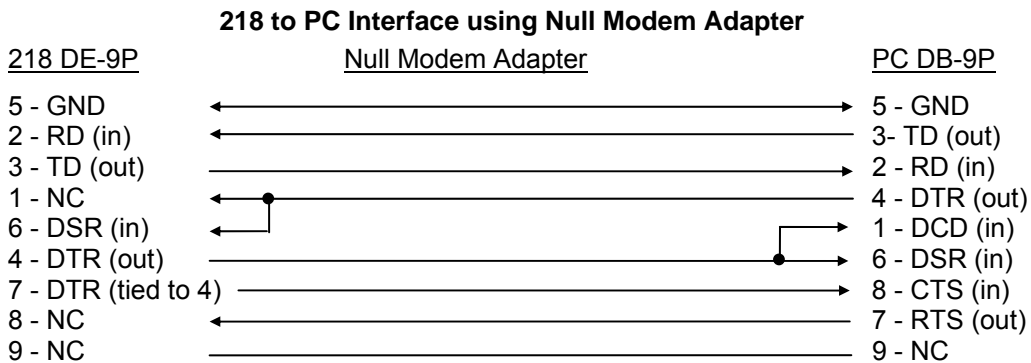 218 to PC Interface using Null Modem Adapter
218 DE-9P Null Modem Adapter PC DB-9P
5 - GND 5 - GND
2 - RD (in) 3- TD (out)
3 - TD (out) 2 - RD (in)
1 - NC 4 - DTR (out)
6 - DSR (in) 1 - DCD (in)
4 - DTR (out) 6 - DSR (in)
7 - DTR (tied to 4) 8 - CTS (in)
8 - NC 7 - RTS (out)
9 - NC 9 - NC